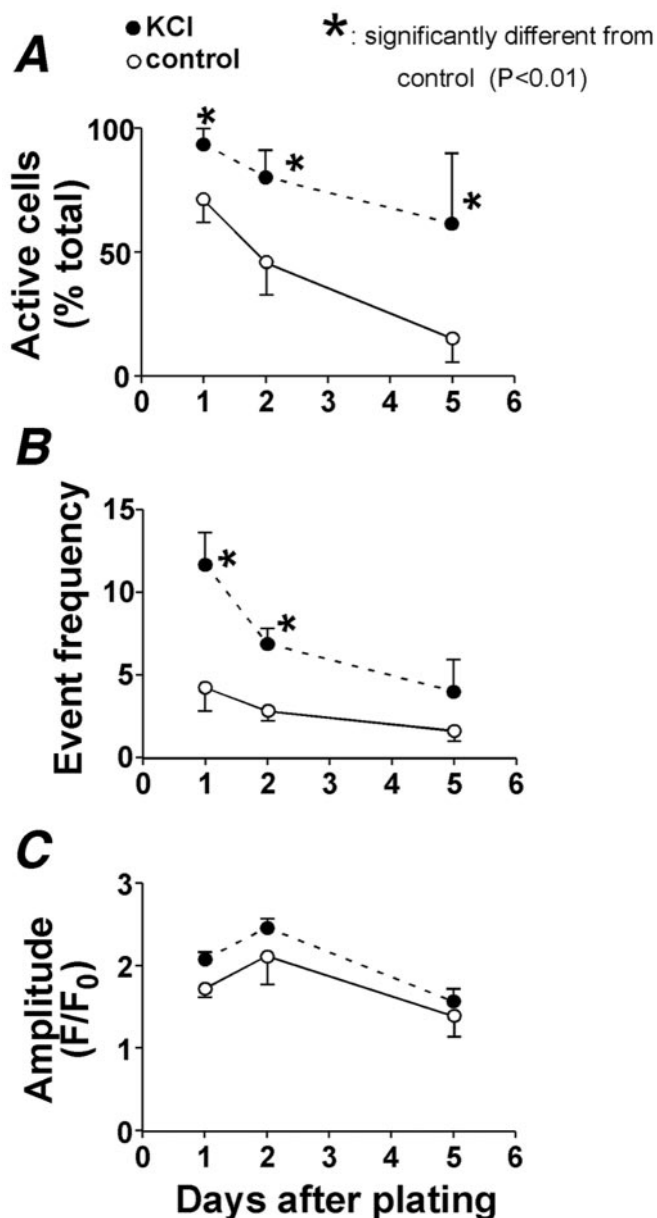 A
KCl
control
*: significantly different from
control (P<0.01)
Active cells
(% total)
100
50
0
*
*
*
0 1 2 3 4 5 6
B
Event frequency
15
10
5
0
*
*
0 1 2 3 4 5 6
C
Amplitude
(F/F₀)
3
2
1
0
0 1 2 3 4 5 6
Days after plating